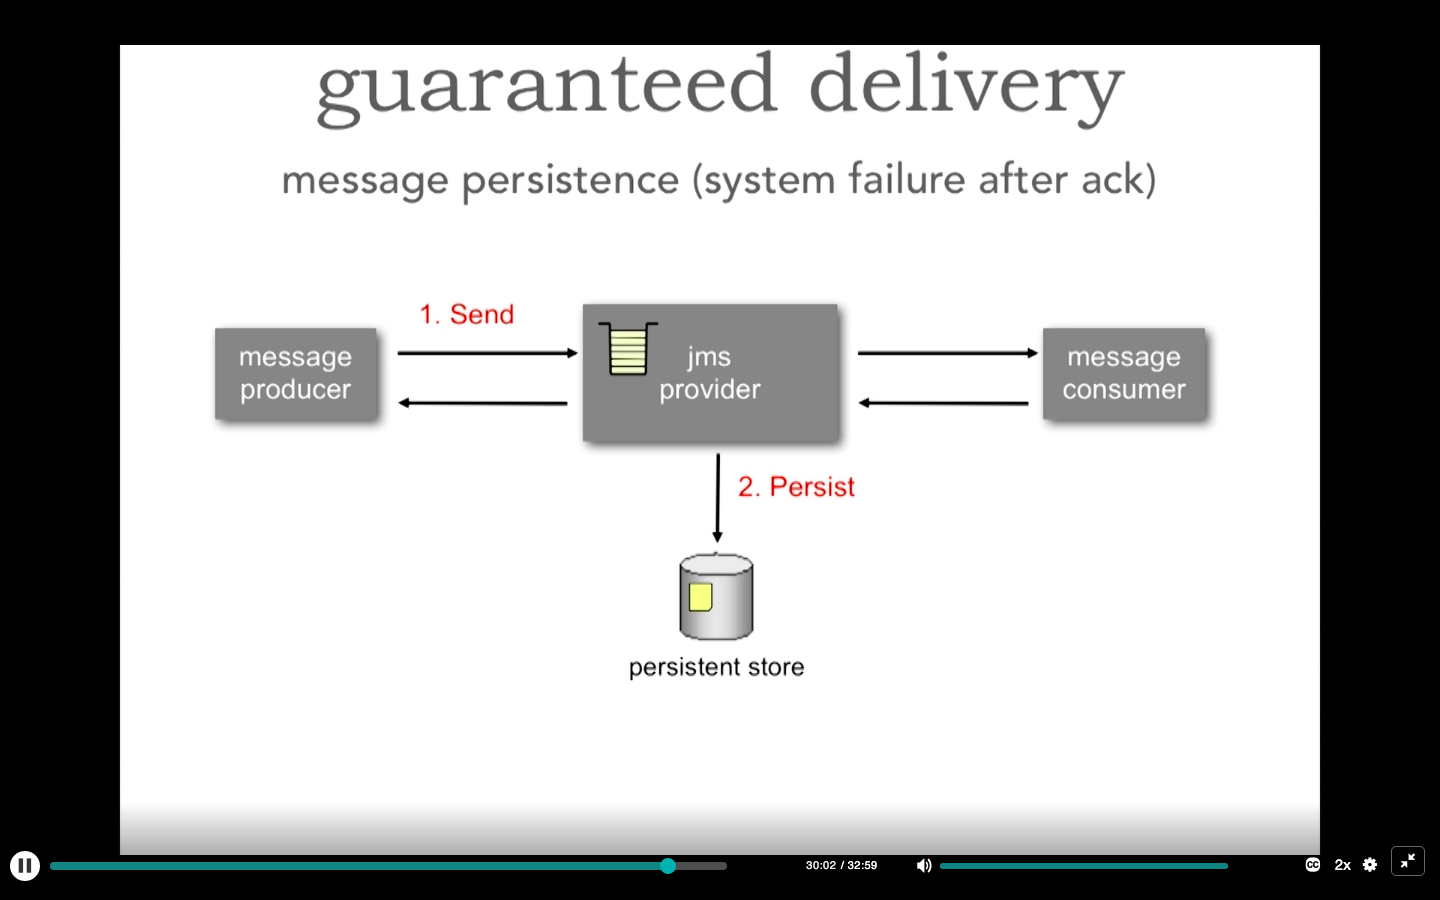 guaranteed delivery
message persistence (system failure after ack)
1. Send
message
producer
jms
provider
message
consumer
2. Persist
persistent store
30:02 / 32:59
CC
2x